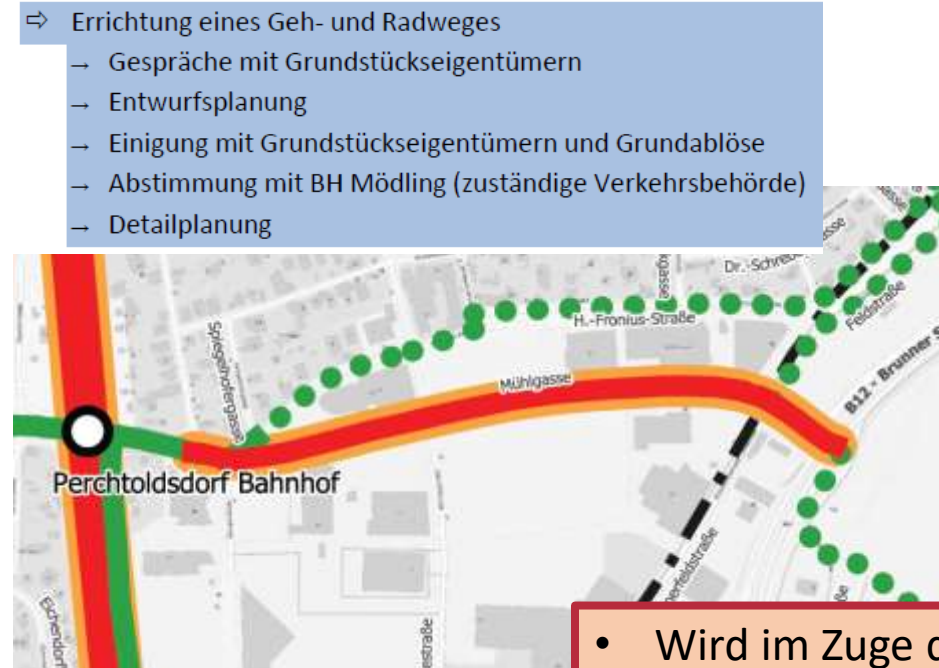 ⇨ Errichtung eines Geh- und Radweges
→ Gespräche mit Grundstückseigentümern
→ Entwurfsplanung
→ Einigung mit Grundstückseigentümern und Grundablöse
→ Abstimmung mit BH Mödling (zuständige Verkehrsbehörde)
→ Detailplanung
Feldstraße
H.-Fronius-Straße
Mühlgasse
B12 - Brunner S
Perchtoldsdorf Bahnhof
• Wird im Zuge d